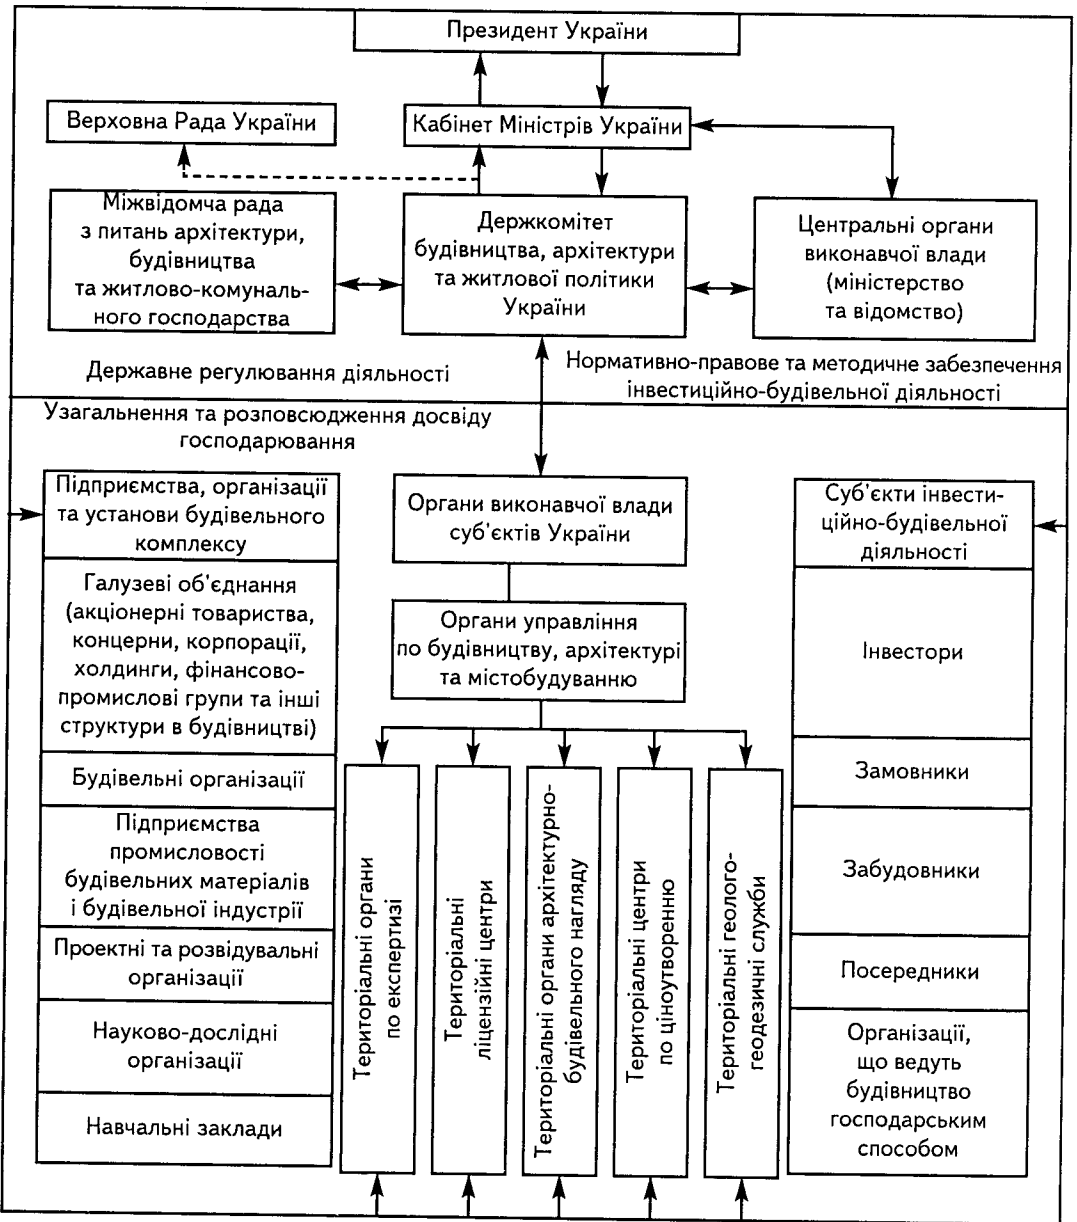 Президент України
Верховна Рада України
Кабінет Міністрів України
Міжвідомча рада
з питань архітектури,
будівництва
та житлово-комуналь-
ного господарства
Держкомітет
будівництва, архітектури
та житлової політики
України
Центральні органи
виконавчої влади
(міністерство
та відомство)
Державне регулювання діяльності
Нормативно-правове та методичне забезпечення
інвестиційно-будівельної діяльності
Узагальнення та розповсюдження досвіду
господарювання
Підприємства, організації
та установи будівельного
комплексу
Галузеві об'єднання
(акціонерні товариства,
концерни, корпорації,
холдинги, фінансово-
промислові групи та інші
структури в будівництві)
Будівельні організації
Підприємства
промисловості
будівельних матеріалів
і будівельної індустрії
Проектні та розвідувальні
організації
Науково-дослідні
організації
Навчальні заклади
Органи виконавчої влади
суб'єктів України
Органи управління
по будівництву, архітектурі
та містобудуванню
Територіальні органи
по експертизі
Територіальні
ліцензійні центри
Територіальні органи архітектурно-
будівельного нагляду
Територіальні центри
по ціноутворенню
Територіальні геолого-
геодезичні служби
Суб'єкти інвести-
ційно-будівельної
діяльності
Інвестори
Замовники
Забудовники
Посередники
Організації,
що ведуть
будівництво
господарським
способом